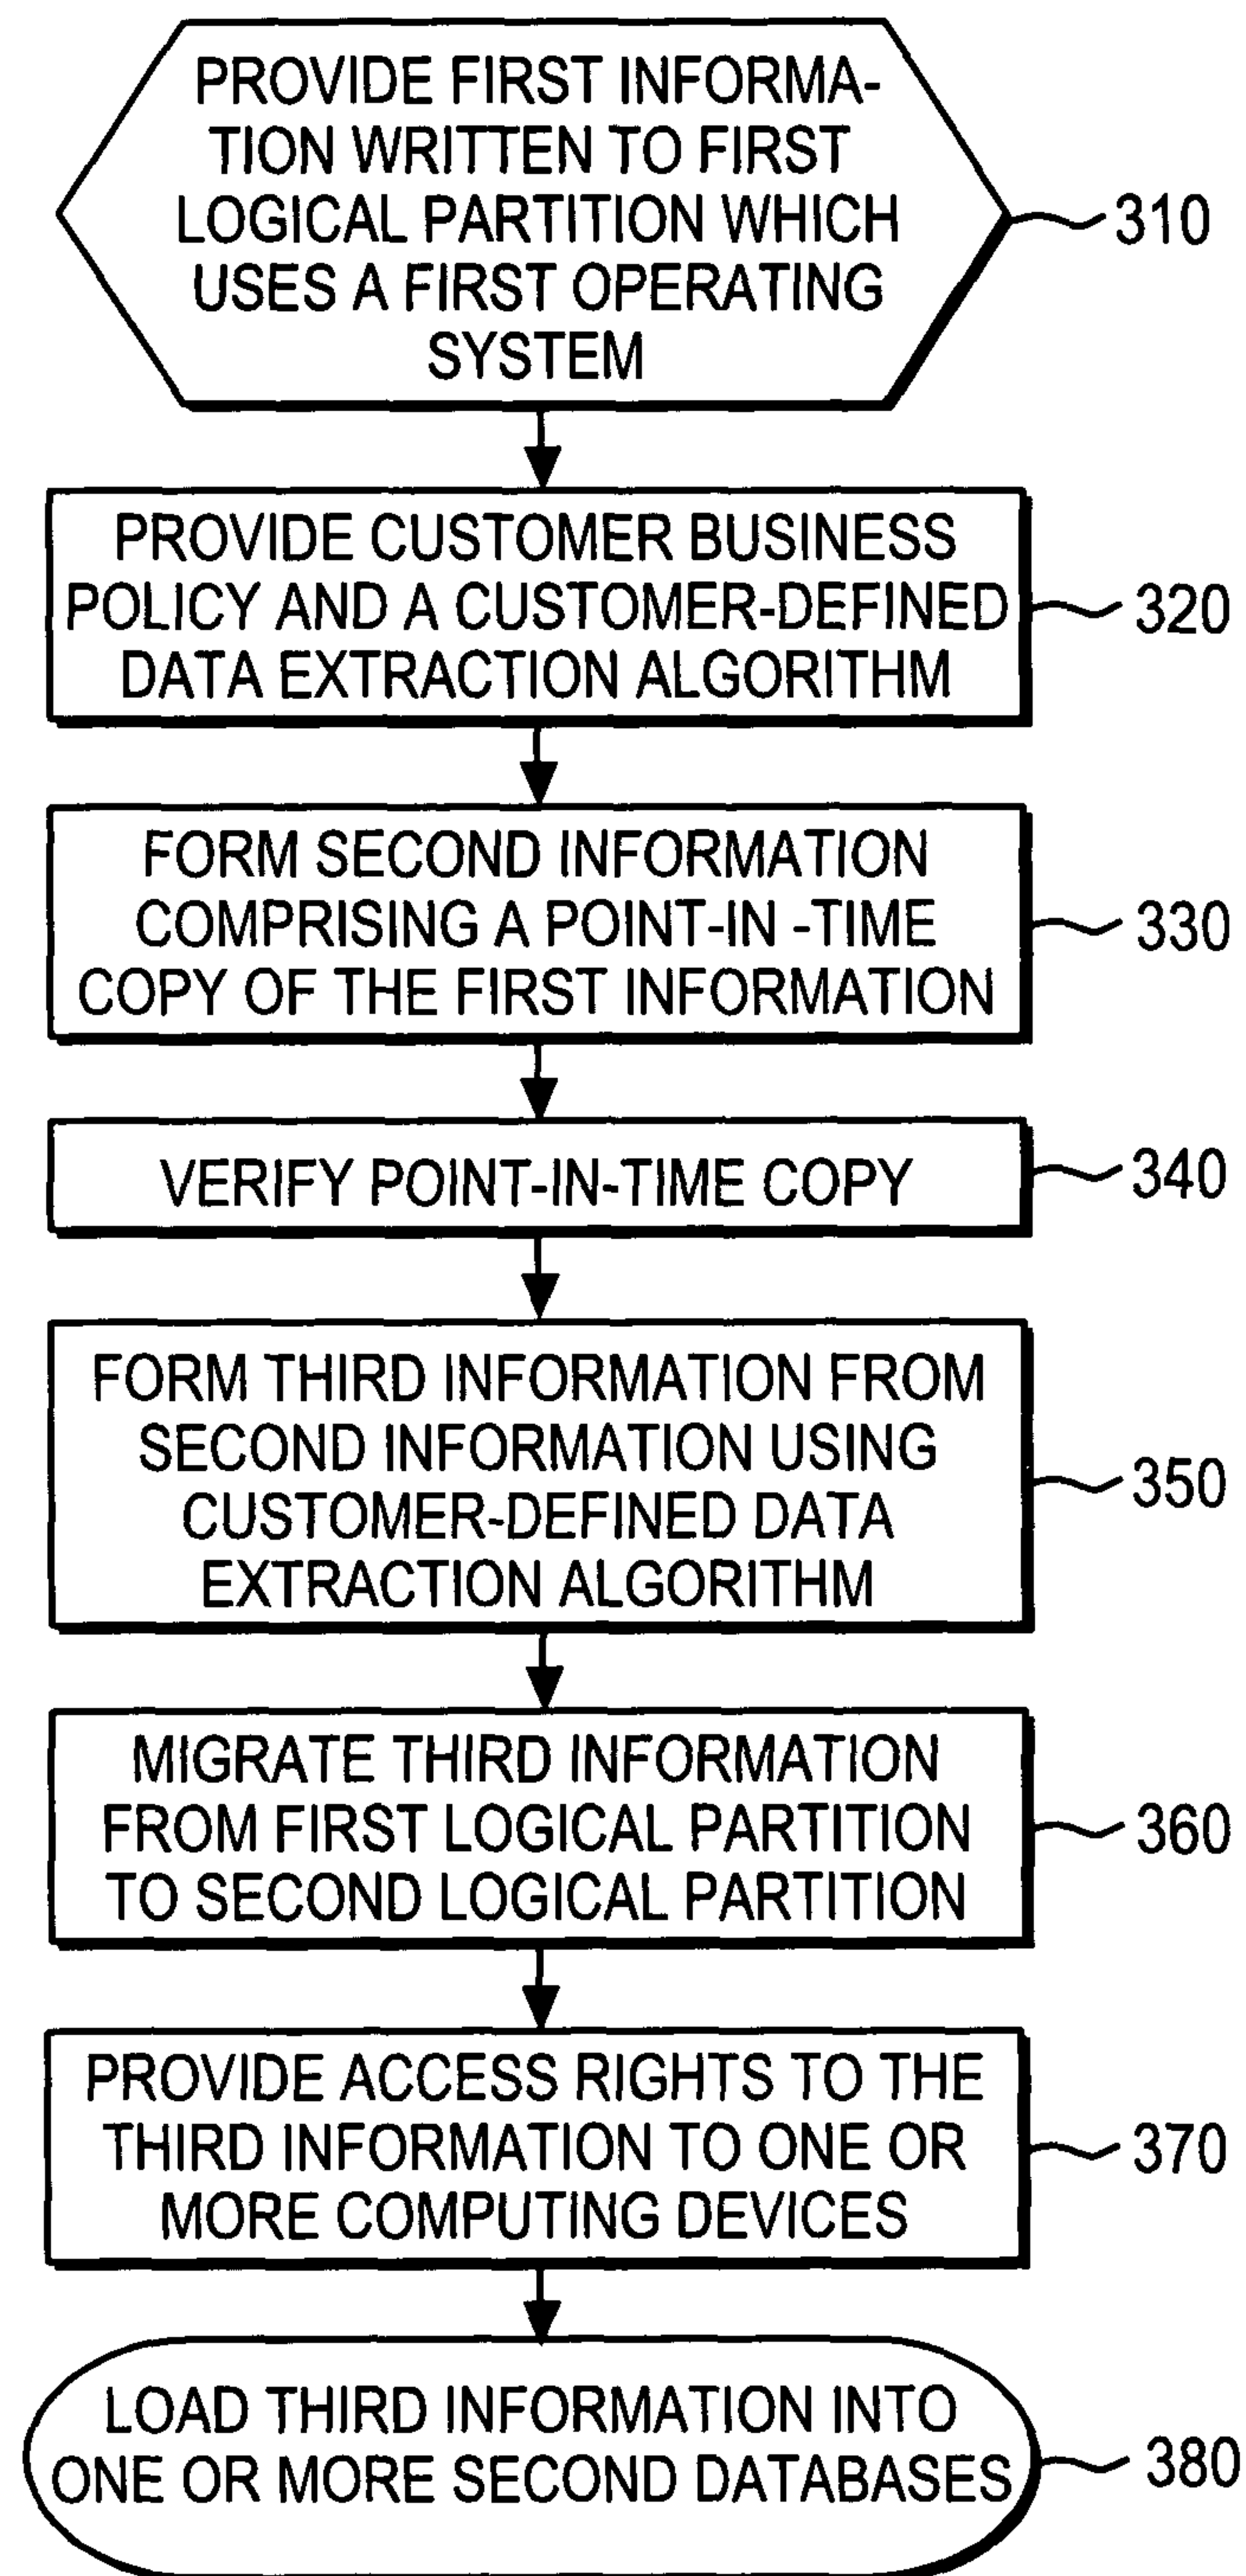 PROVIDE FIRST INFORMA-
TION WRITTEN TO FIRST
LOGICAL PARTITION WHICH
USES A FIRST OPERATING
SYSTEM
310
PROVIDE CUSTOMER BUSINESS
POLICY AND A CUSTOMER-DEFINED
DATA EXTRACTION ALGORITHM
320
FORM SECOND INFORMATION
COMPRISING A POINT-IN -TIME
COPY OF THE FIRST INFORMATION
330
VERIFY POINT-IN-TIME COPY
340
FORM THIRD INFORMATION FROM
SECOND INFORMATION USING
CUSTOMER-DEFINED DATA
EXTRACTION ALGORITHM
350
MIGRATE THIRD INFORMATION
FROM FIRST LOGICAL PARTITION
TO SECOND LOGICAL PARTITION
360
PROVIDE ACCESS RIGHTS TO THE
THIRD INFORMATION TO ONE OR
MORE COMPUTING DEVICES
370
LOAD THIRD INFORMATION INTO
ONE OR MORE SECOND DATABASES
380